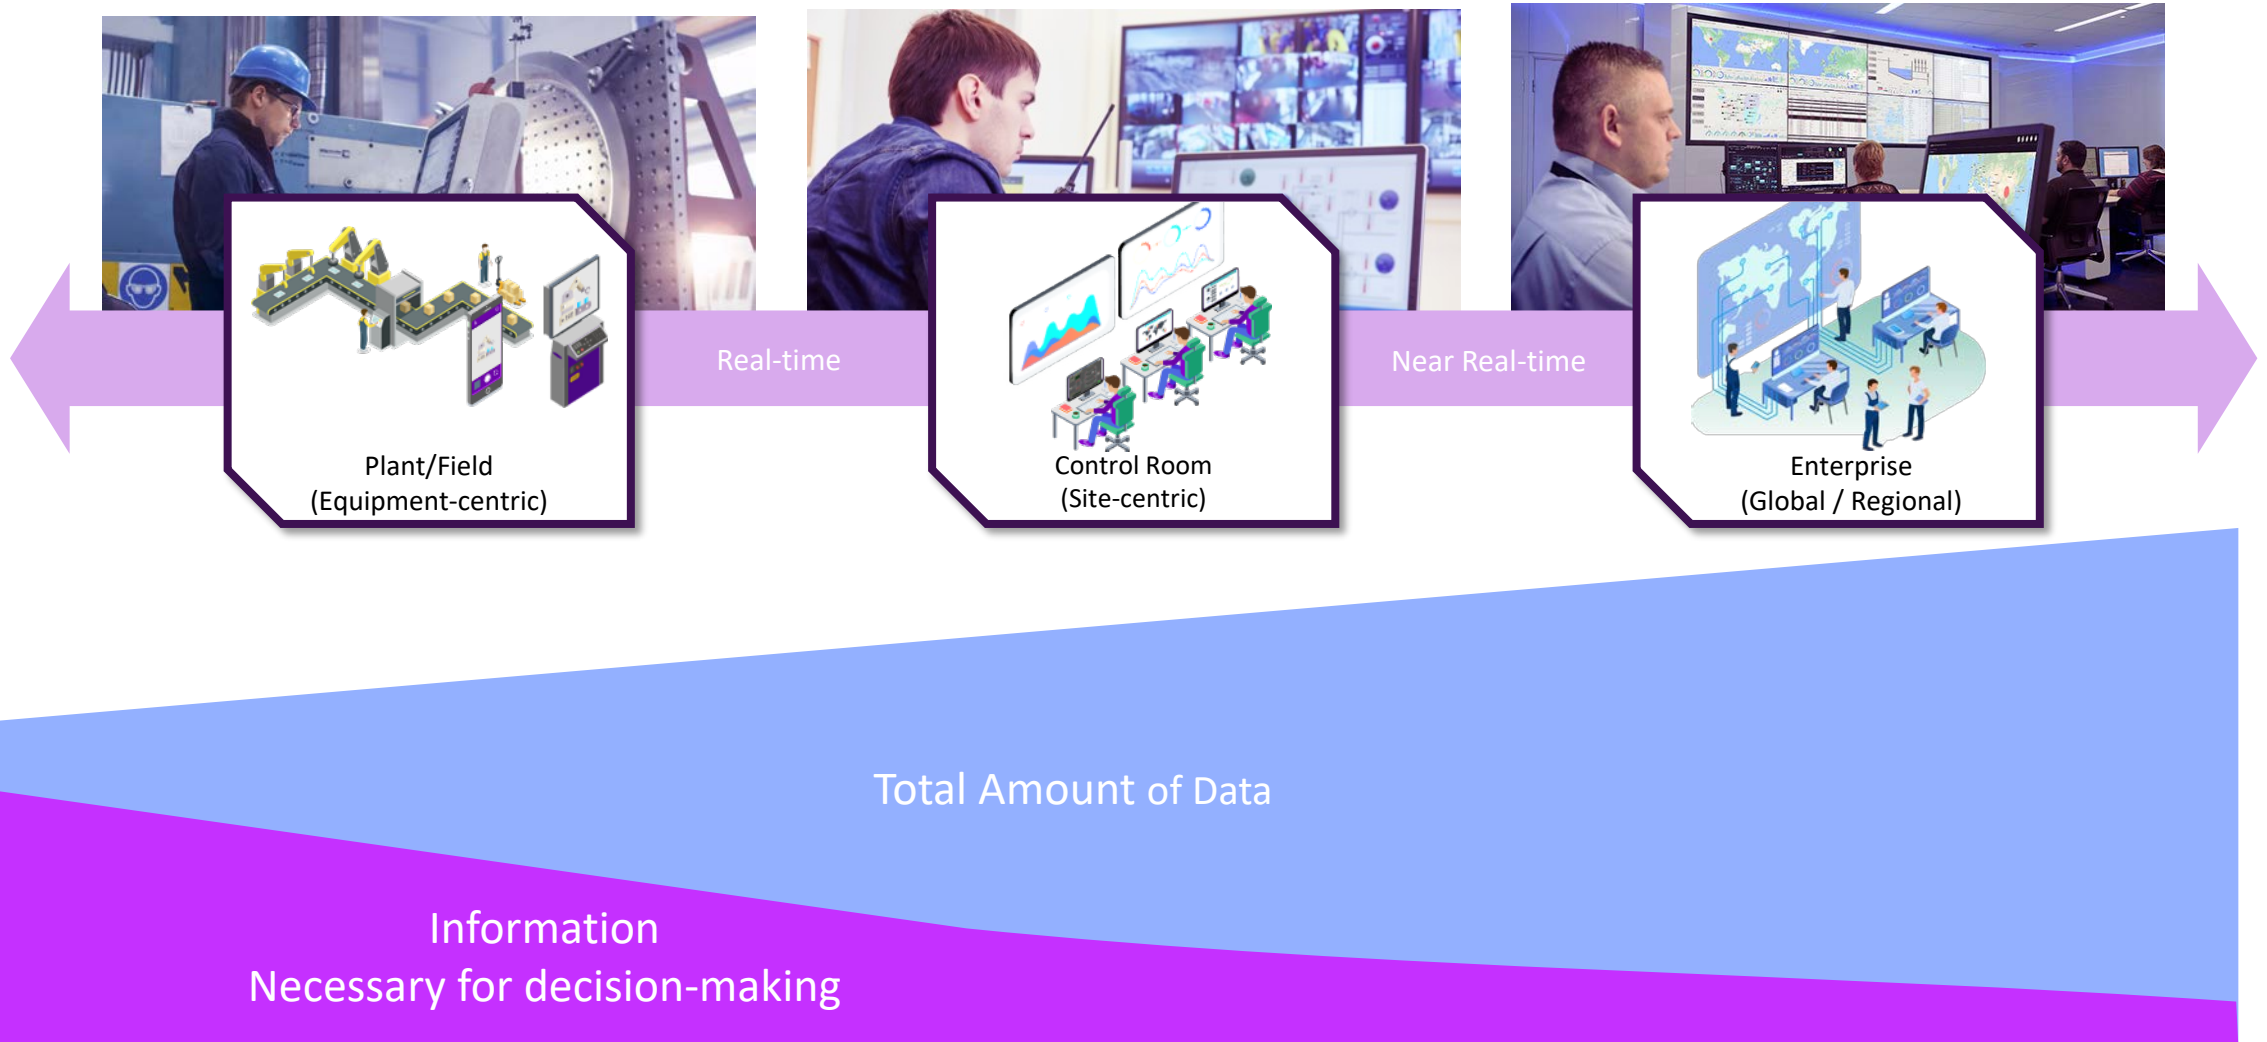 Real-time
Near Real-time
Plant/Field
(Equipment-centric)
Control Room
(Site-centric)
Enterprise
(Global / Regional)
Total Amount of Data
Information
Necessary for decision-making